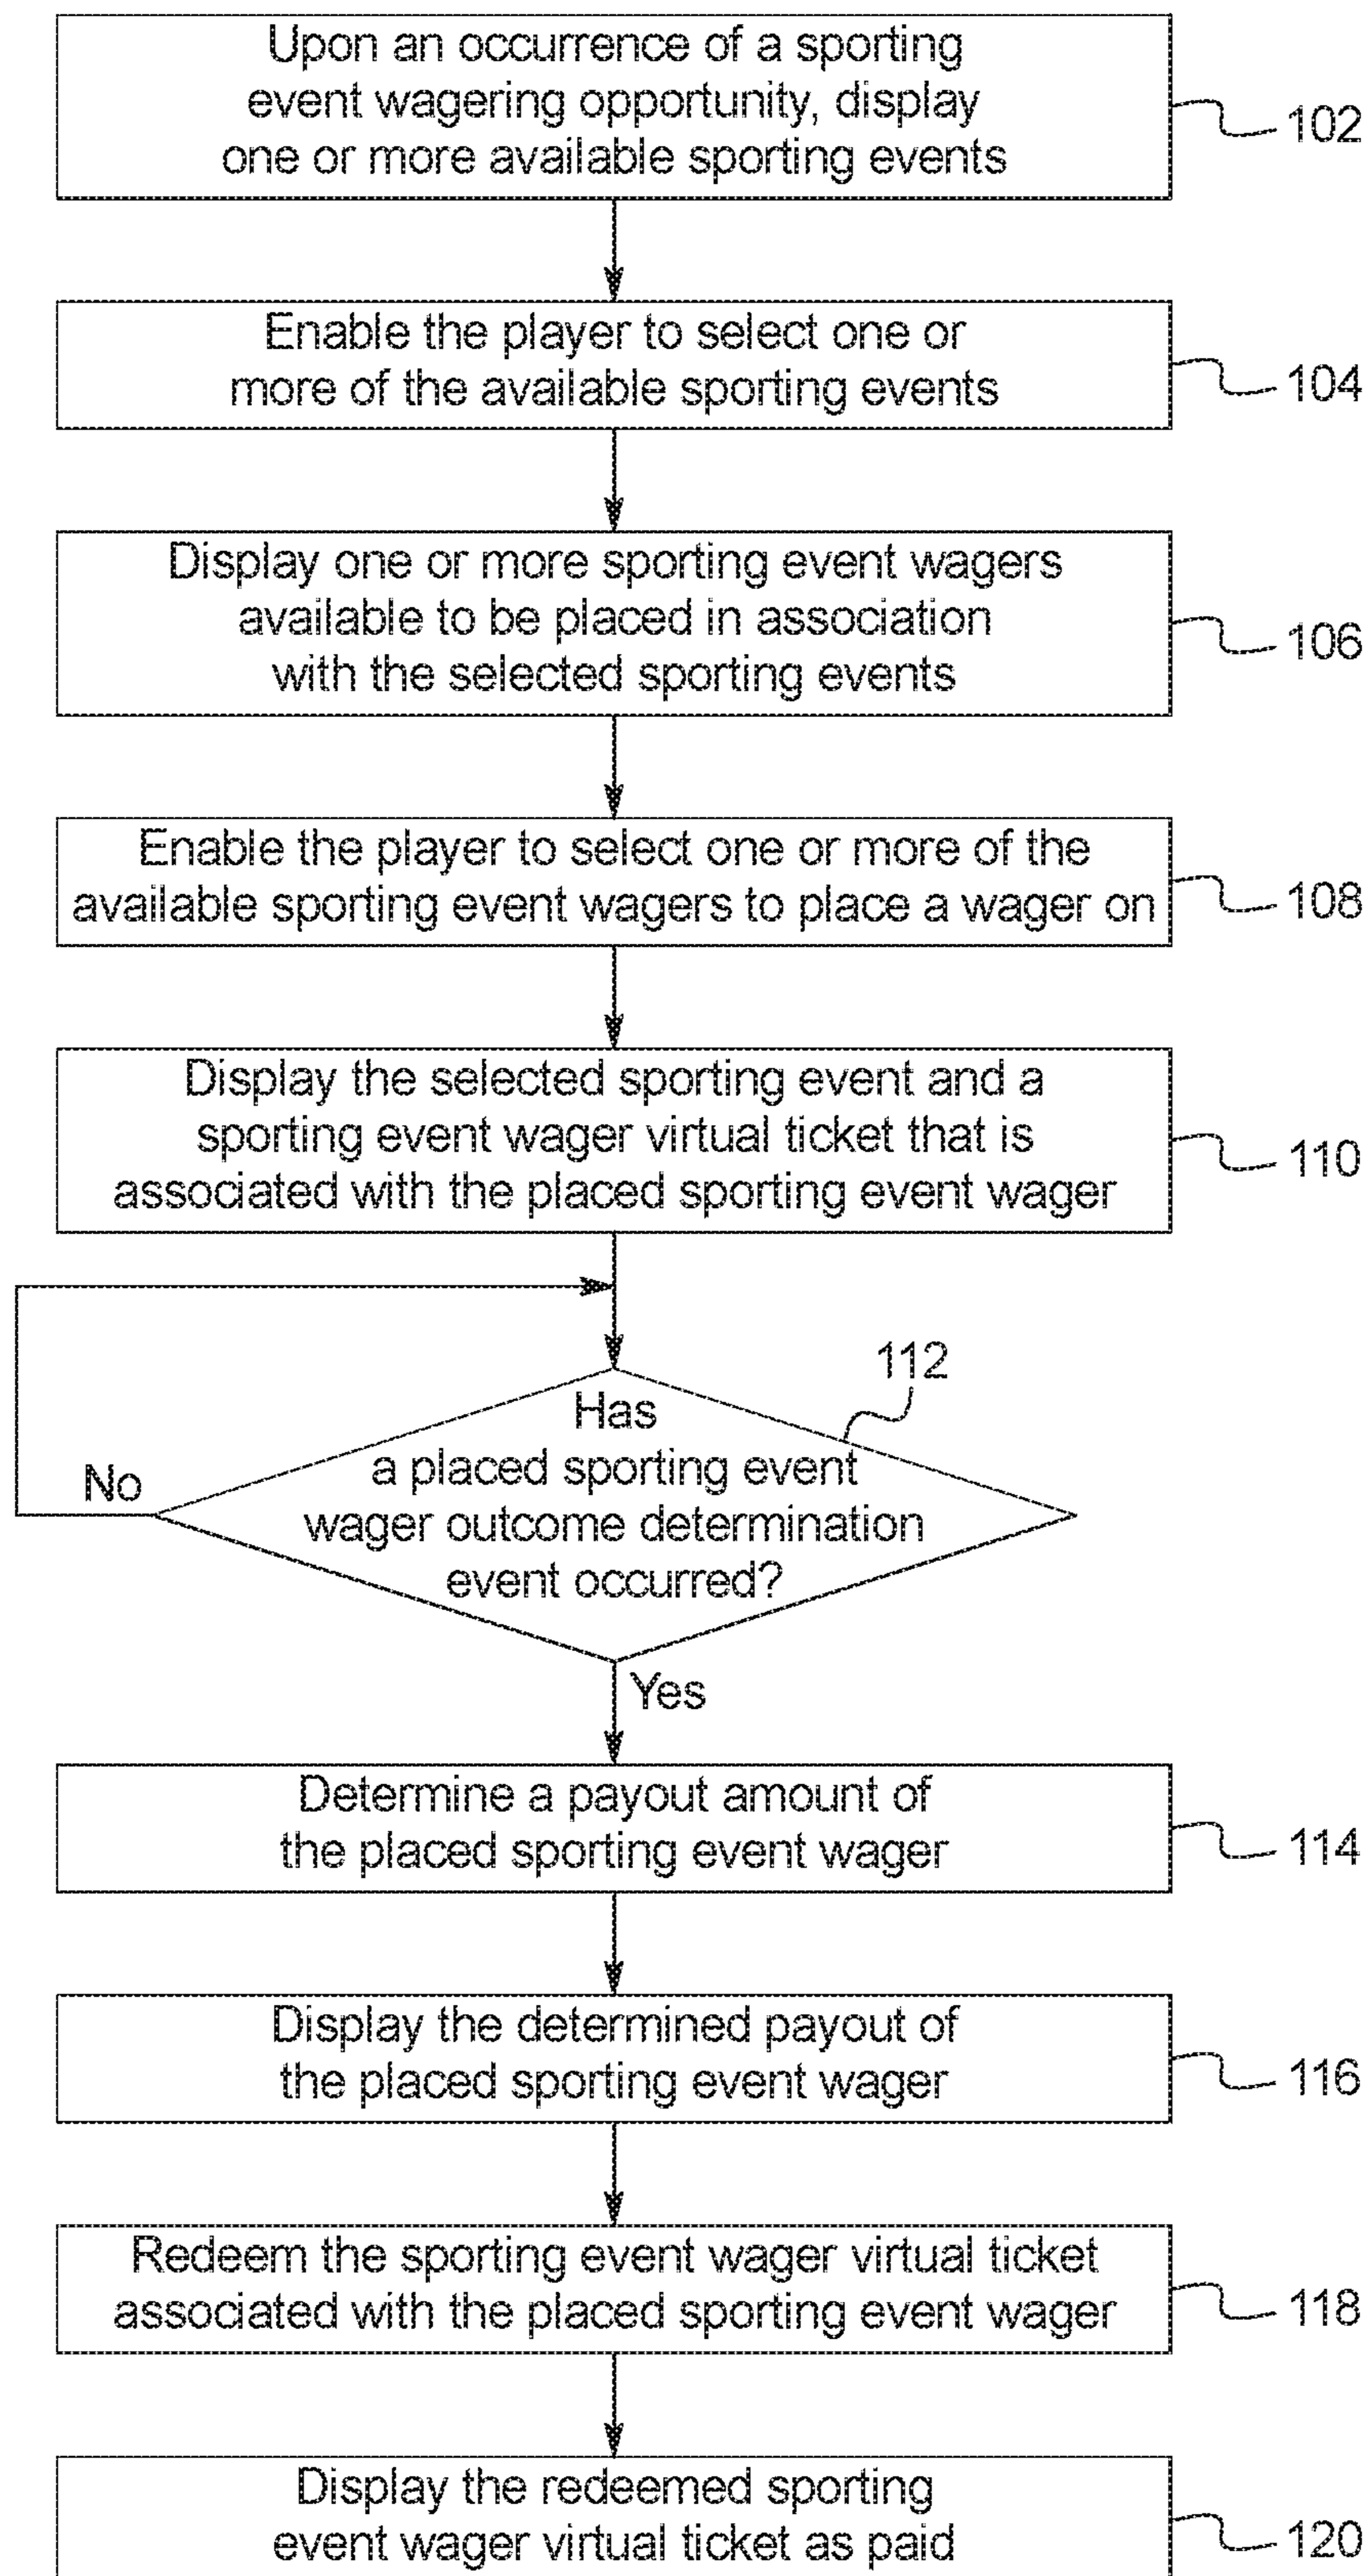 Upon an occurrence of a sporting
event wagering opportunity, display
one or more available sporting events
102
Enable the player to select one or
more of the available sporting events
104
Display one or more sporting event wagers
available to be placed in association
with the selected sporting events
106
Enable the player to select one or more of the
available sporting event wagers to place a wager on
108
Display the selected sporting event and a
sporting event wager virtual ticket that is
associated with the placed sporting event wager
110
112
Has
a placed sporting event
wager outcome determination
event occurred?
No
Yes
Determine a payout amount of
the placed sporting event wager
114
Display the determined payout of
the placed sporting event wager
116
Redeem the sporting event wager virtual ticket
associated with the placed sporting event wager
118
Display the redeemed sporting
event wager virtual ticket as paid
120